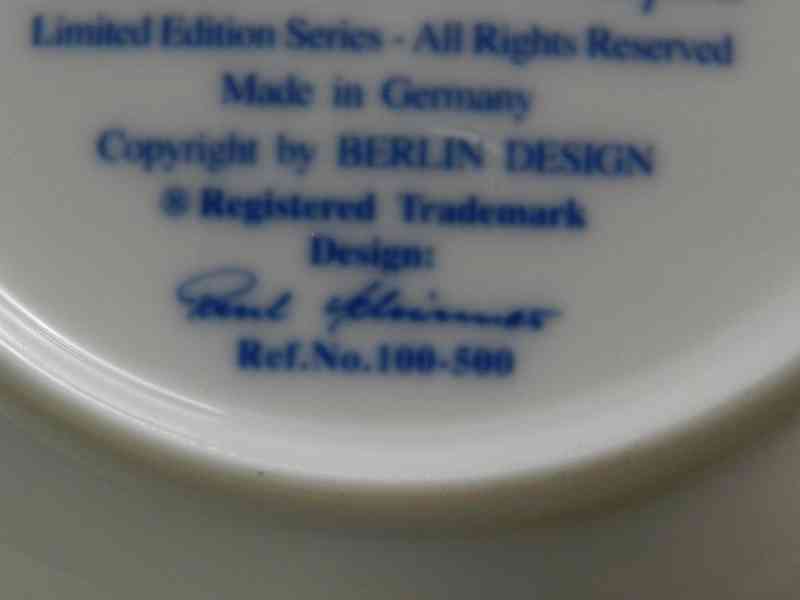 Limited Edition Series - All Rights Reserved
Made in Germany
Copyright by BERLIN DESIGN
® Registered Trademark
Design:
Paul
Ref.No.100-500